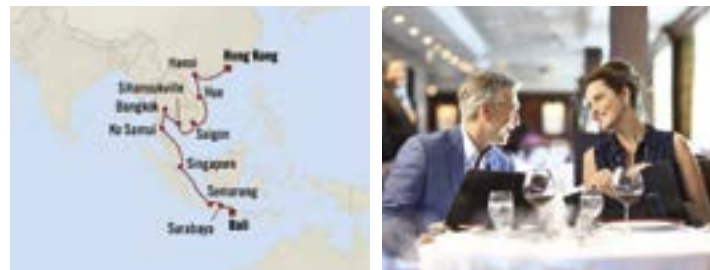 Hong Kong
Hanoi
Hue
Sihanoukville
Bangkok
Saigon
Ko Samui
Singapore
Semarang
Surabaya
Bali